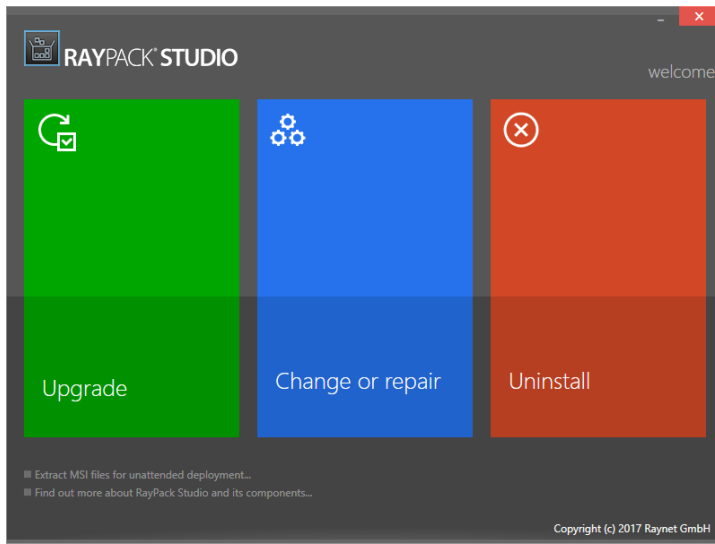 RAYPACK® STUDIO
welcome
Upgrade
Change or repair
Uninstall
Extract MSI files for unattended deployment...
Find out more about RayPack Studio and its components...
Copyright (c) 2017 Raynet GmbH